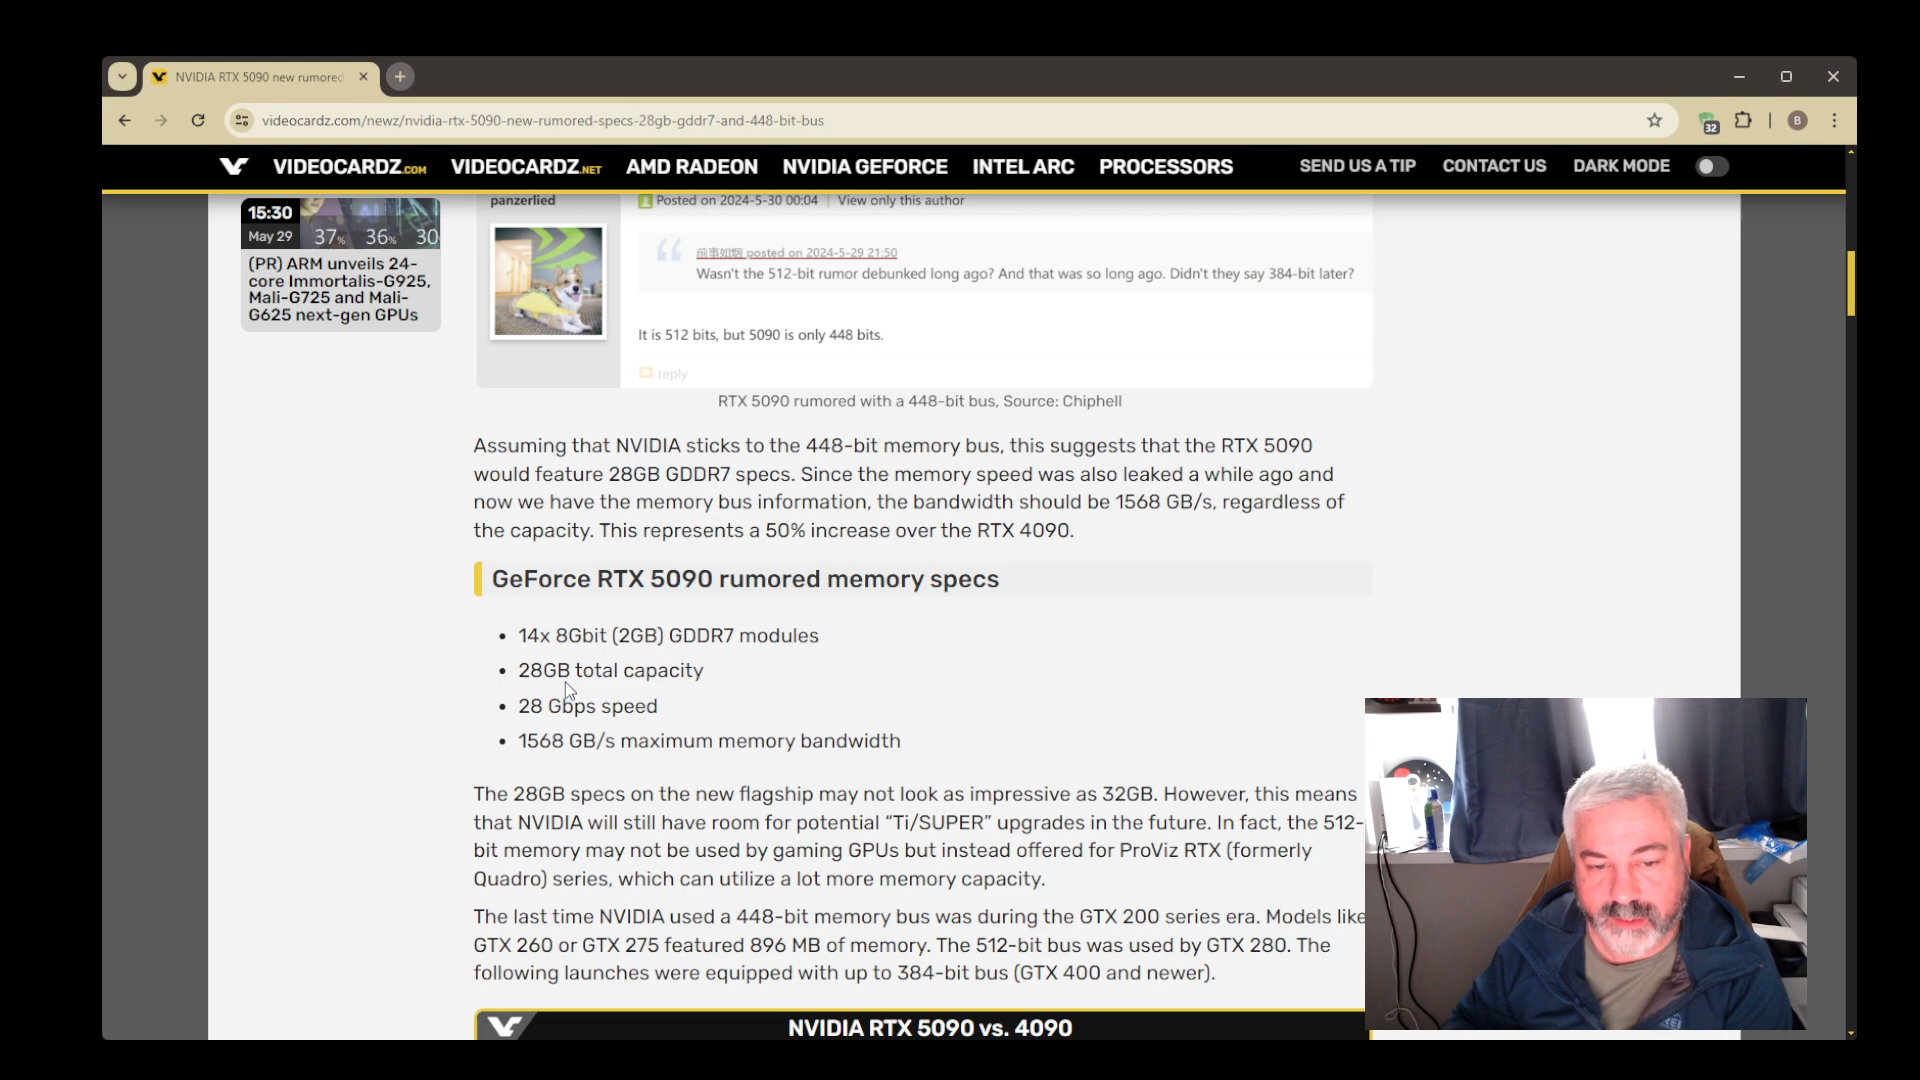 NVIDIA RTX 5090 new rumored
videocardz.com/newz/nvidia-rtx-5090-new-rumored-specs-28gb-gddr7-and-448-bit-bus
32
B
VIDEOCARDZ.COM VIDEOCARDZ.NET AMD RADEON NVIDIA GEFORCE INTEL ARC PROCESSORS SEND US A TIP CONTACT US DARK MODE
15:30
May 29
37% 36% 30
(PR) ARM unveils 24-
core Immortalis-G925,
Mali-G725 and Mali-
G625 next-gen GPUs
panzerlied
Posted on 2024-5-30 00:04 | View only this author
前事如烟 posted on 2024-5-29 21:50
Wasn't the 512-bit rumor debunked long ago? And that was so long ago. Didn't they say 384-bit later?
It is 512 bits, but 5090 is only 448 bits.
reply
RTX 5090 rumored with a 448-bit bus, Source: Chiphell
Assuming that NVIDIA sticks to the 448-bit memory bus, this suggests that the RTX 5090
would feature 28GB GDDR7 specs. Since the memory speed was also leaked a while ago and
now we have the memory bus information, the bandwidth should be 1568 GB/s, regardless of
the capacity. This represents a 50% increase over the RTX 4090.
GeForce RTX 5090 rumored memory specs
• 14x 8Gbit (2GB) GDDR7 modules
• 28GB total capacity
• 28 Gbps speed
• 1568 GB/s maximum memory bandwidth
The 28GB specs on the new flagship may not look as impressive as 32GB. However, this means
that NVIDIA will still have room for potential “Ti/SUPER” upgrades in the future. In fact, the 512-
bit memory may not be used by gaming GPUs but instead offered for ProViz RTX (formerly
Quadro) series, which can utilize a lot more memory capacity.
The last time NVIDIA used a 448-bit memory bus was during the GTX 200 series era. Models like
GTX 260 or GTX 275 featured 896 MB of memory. The 512-bit bus was used by GTX 280. The
following launches were equipped with up to 384-bit bus (GTX 400 and newer).
NVIDIA RTX 5090 vs. 4090